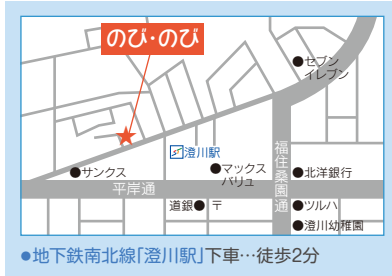 のび・のび
●セブン
イレブン
澄川駅
●サンクス
●マックス
バリュ
福住桑園通
●北洋銀行
平岸通
道銀● 〒
●ツルハ
●澄川幼稚園
●地下鉄南北線「澄川駅」下車…徒歩2分